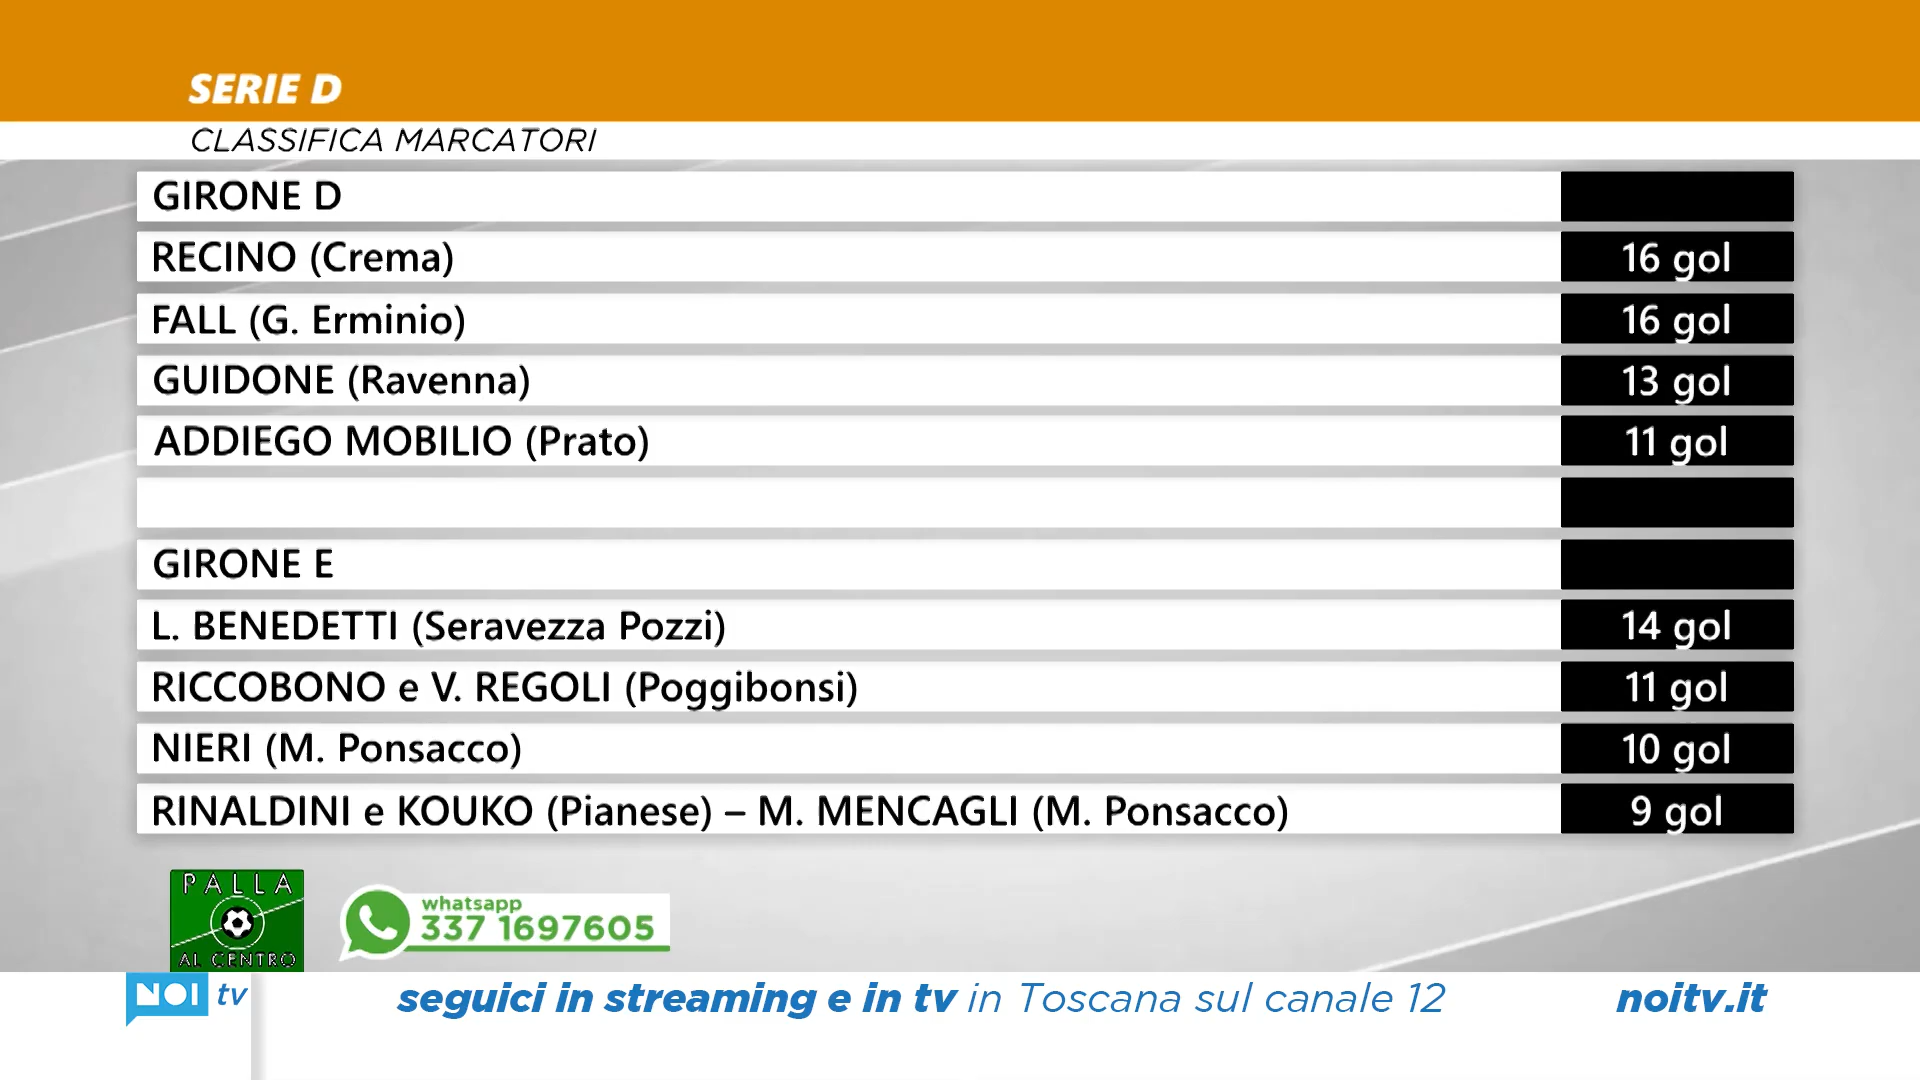 SERIE D
CLASSIFICA MARCATORI
GIRONE D
RECINO (Crema) 16 gol
FALL (G. Erminio) 16 gol
GUIDONE (Ravenna) 13 gol
ADDIEGO MOBILIO (Prato) 11 gol
GIRONE E
L. BENEDETTI (Seravezza Pozzi) 14 gol
RICCOBONO e V. REGOLI (Poggibonsi) 11 gol
NIERI (M. Ponsacco) 10 gol
RINALDINI e KOUKO (Pianese) – M. MENCAGLI (M. Ponsacco) 9 gol
PALLA
AL CENTRO
whatsapp
337 1697605
NOI tv
seguici in streaming e in tv in Toscana sul canale 12
noitv.it